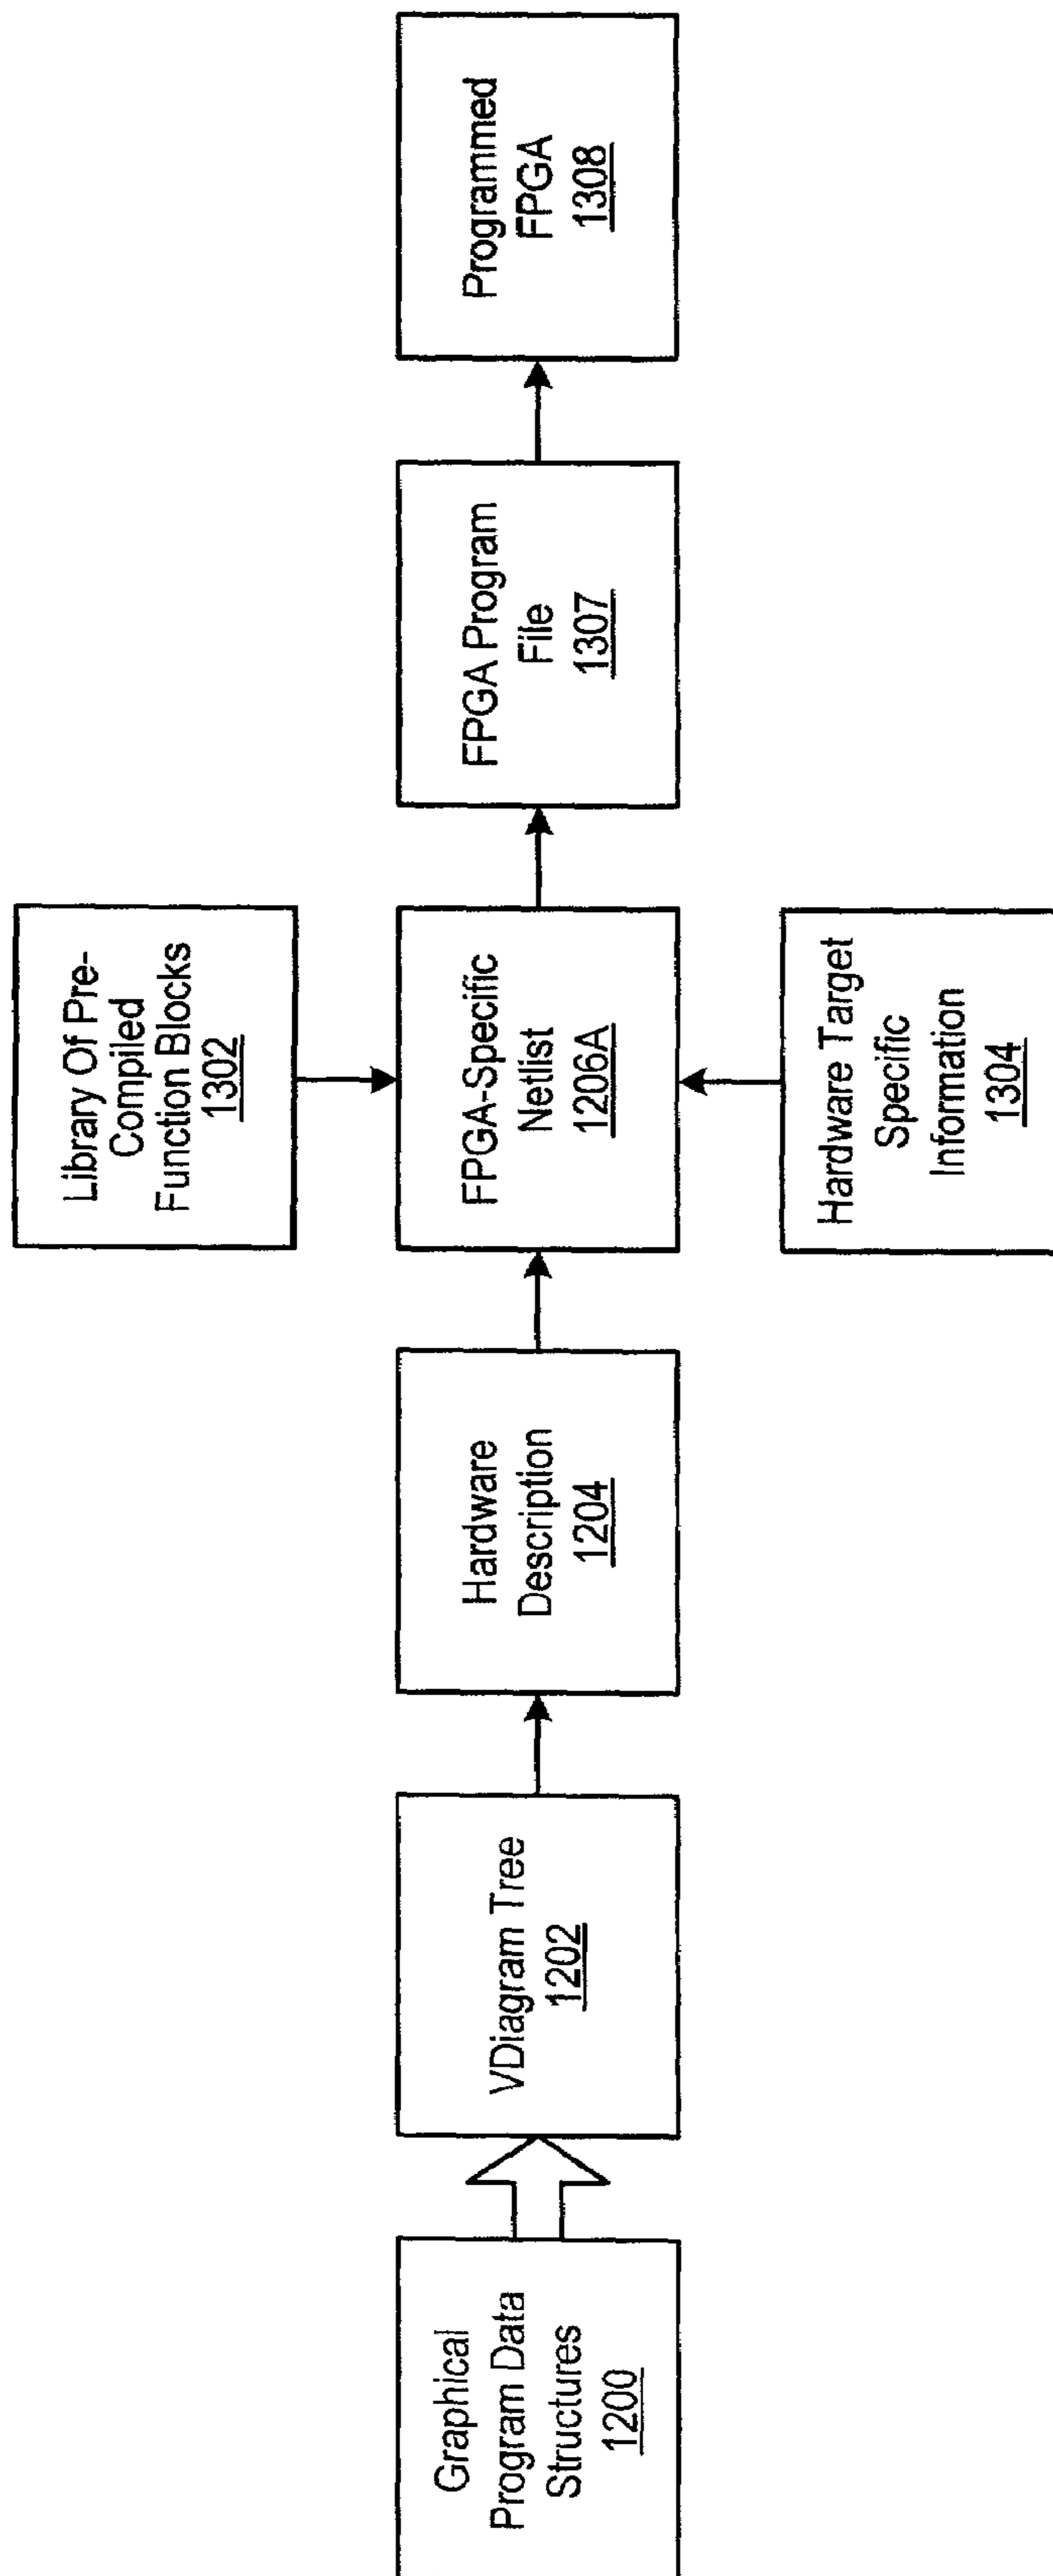 Graphical
Program Data
Structures
1200
VDiagram Tree
1202
Hardware
Description
1204
Library Of Pre-
Compiled
Function Blocks
1302
FPGA-Specific
Netlist
1206A
Hardware Target
Specific
Information
1304
FPGA Program
File
1307
Programmed
FPGA
1308